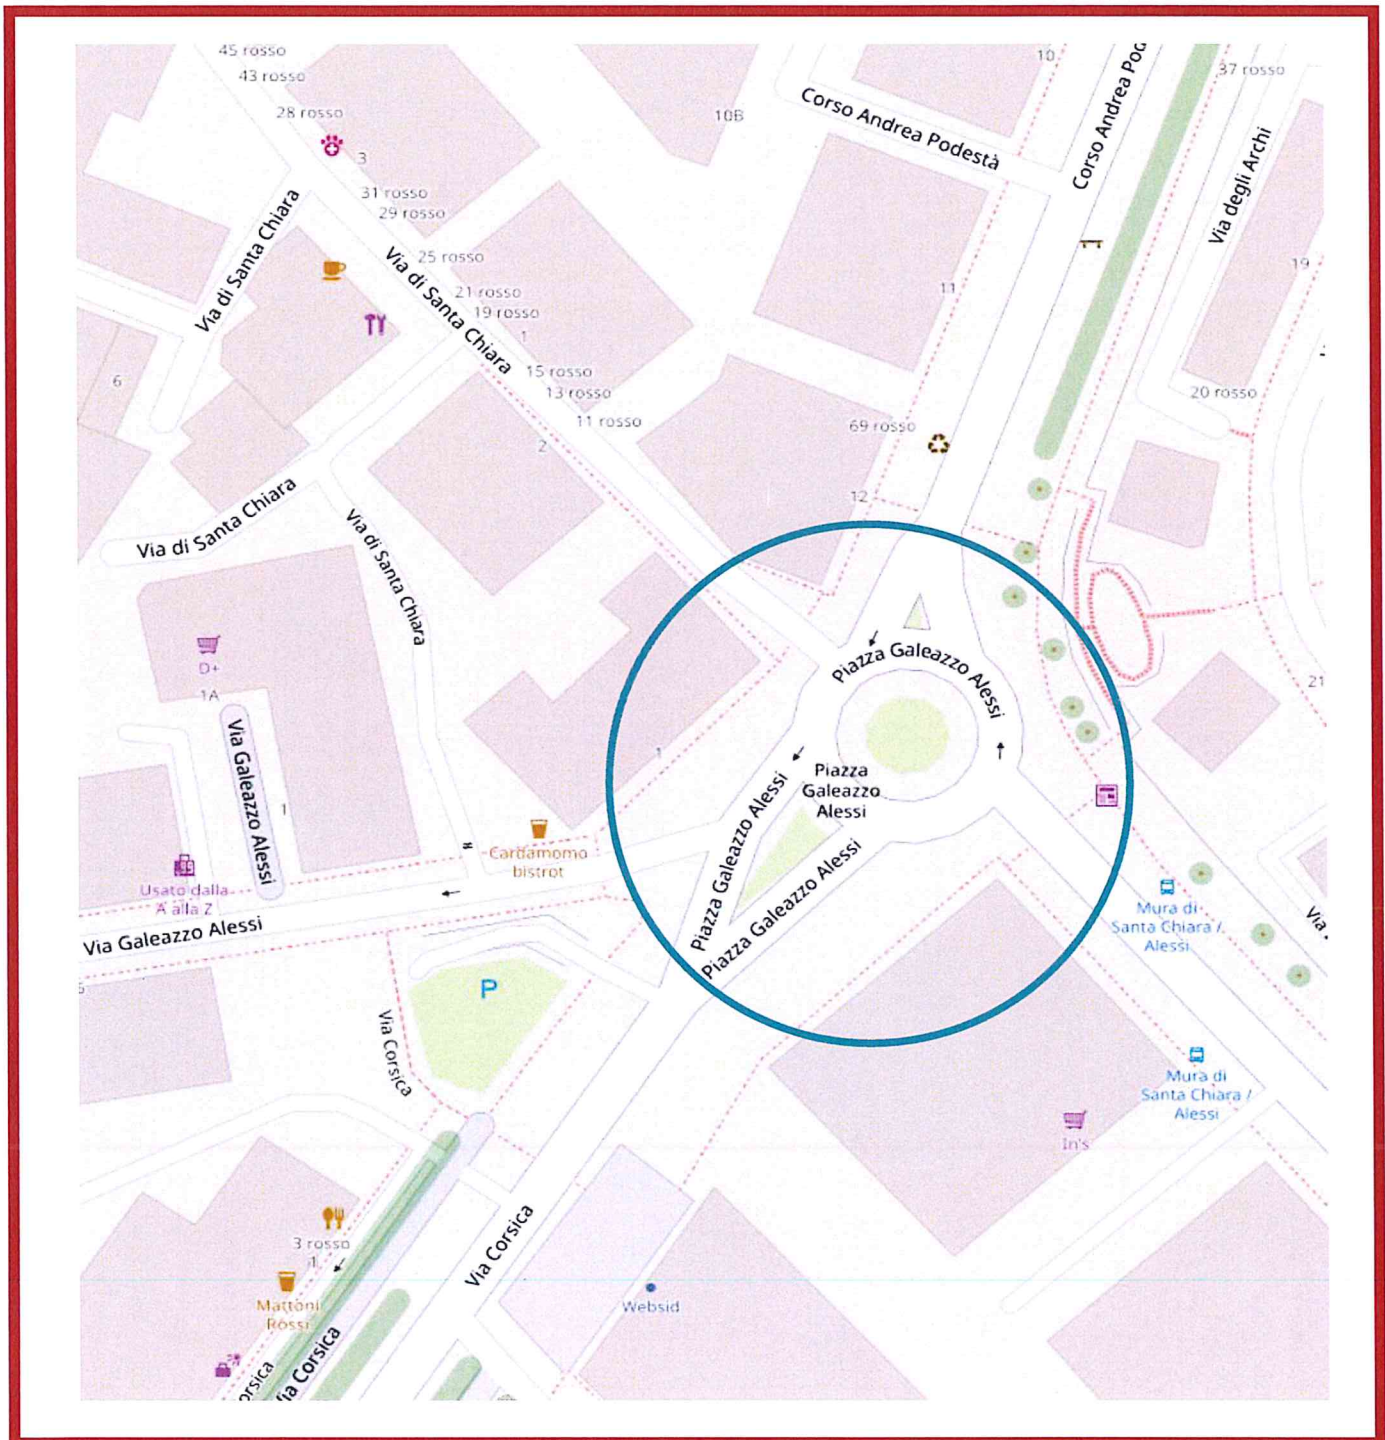 45 rosso
43 rosso
28 rosso
3
31 rosso
29 rosso
25 rosso
21 rosso
19 rosso
1
15 rosso
13 rosso
11 rosso
2
10B
10
Corso Andrea Podestà
Corso Andrea Pod
37 rosso
Via degli Archi
19
11
20 rosso
69 rosso
12
21
Via di Santa Chiara
Via di Santa Chiara
Via di Santa Chiara
Via di Santa Chiara
6
D+
1A
Via Galeazzo Alessi
1
1
Usato dalla
A alla Z
Via Galeazzo Alessi
Cardamomo
bistrot
Piazza Galeazzo Alessi
Piazza
Galeazzo
Alessi
Piazza Galeazzo Alessi
Piazza Galeazzo Alessi
Mura di
Santa Chiara /
Alessi
Via
Mura di
Santa Chiara /
Alessi
In's
P
Via Corsica
Via Corsica
3 rosso
1
Mattoni
Rossi
orsica
Via Corsica
Websid